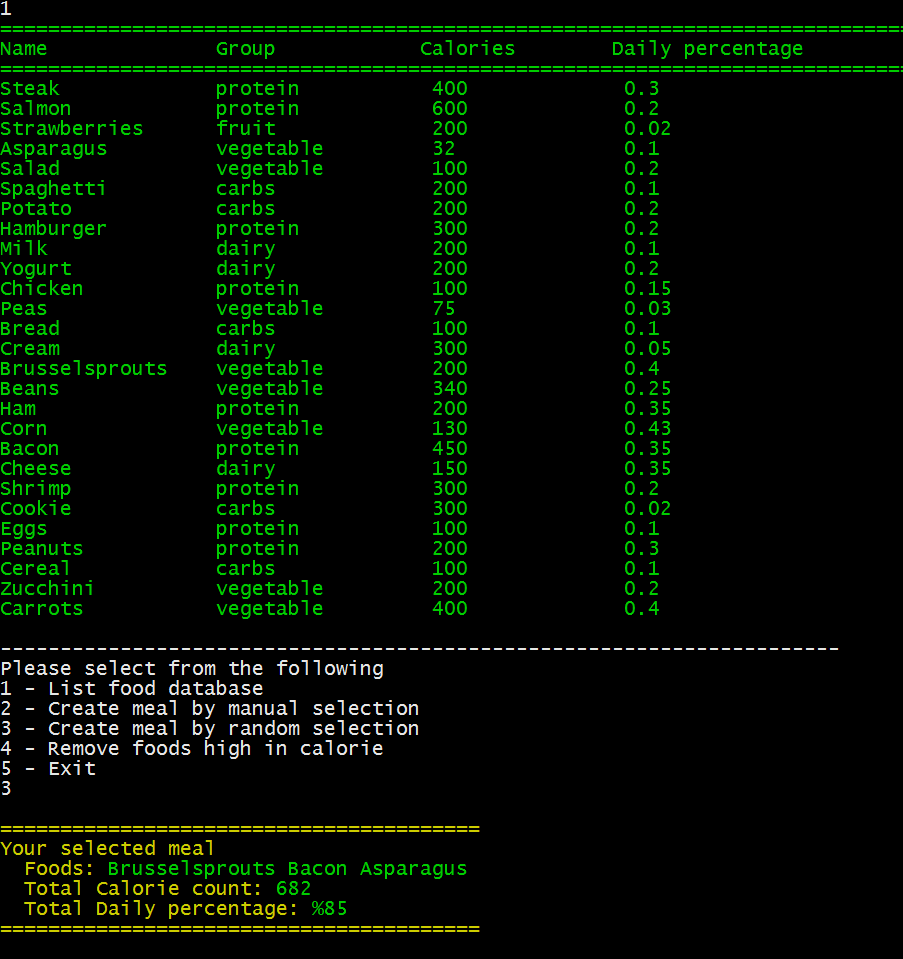 1
============================================================================
Name Group Calories Daily percentage
============================================================================
Steak protein 400 0.3
Salmon protein 600 0.2
Strawberries fruit 200 0.02
Asparagus vegetable 32 0.1
Salad vegetable 100 0.2
Spaghetti carbs 200 0.1
Potato carbs 200 0.2
Hamburger protein 300 0.2
Milk dairy 200 0.1
Yogurt dairy 200 0.2
Chicken protein 100 0.15
Peas vegetable 75 0.03
Bread carbs 100 0.1
Cream dairy 300 0.05
Brusselsprouts vegetable 200 0.4
Beans vegetable 340 0.25
Ham protein 200 0.35
Corn vegetable 130 0.43
Bacon protein 450 0.35
Cheese dairy 150 0.35
Shrimp protein 300 0.2
Cookie carbs 300 0.02
Eggs protein 100 0.1
Peanuts protein 200 0.3
Cereal carbs 100 0.1
Zucchini vegetable 200 0.2
Carrots vegetable 400 0.4
----------------------------------------------------------------------
Please select from the following
1 - List food database
2 - Create meal by manual selection
3 - Create meal by random selection
4 - Remove foods high in calorie
5 - Exit
3
========================================
Your selected meal
Foods: Brusselsprouts Bacon Asparagus
Total Calorie count: 682
Total Daily percentage: %85
========================================